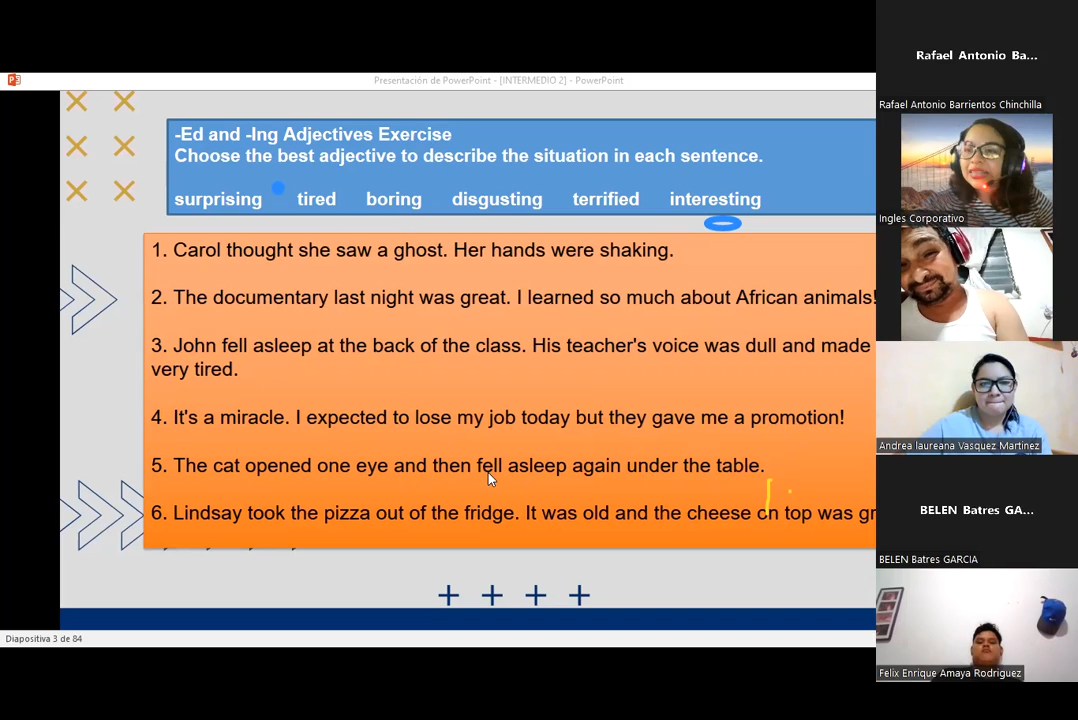 Presentación de PowerPoint - [INTERMEDIO 2] - PowerPoint
-Ed and -Ing Adjectives Exercise
Choose the best adjective to describe the situation in each sentence.
surprising tired boring disgusting terrified interesting
1. Carol thought she saw a ghost. Her hands were shaking.
2. The documentary last night was great. I learned so much about African animals!
3. John fell asleep at the back of the class. His teacher's voice was dull and made
very tired.
4. It's a miracle. I expected to lose my job today but they gave me a promotion!
5. The cat opened one eye and then fell asleep again under the table.
6. Lindsay took the pizza out of the fridge. It was old and the cheese on top was gr
Diapositiva 3 de 84
Rafael Antonio Ba...
Rafael Antonio Barrientos Chinchilla
Ingles Corporativo
Andrea laureana Vasquez Martinez
BELEN Batres GA...
BELEN Batres GARCIA
Felix Enrique Amaya Rodriguez